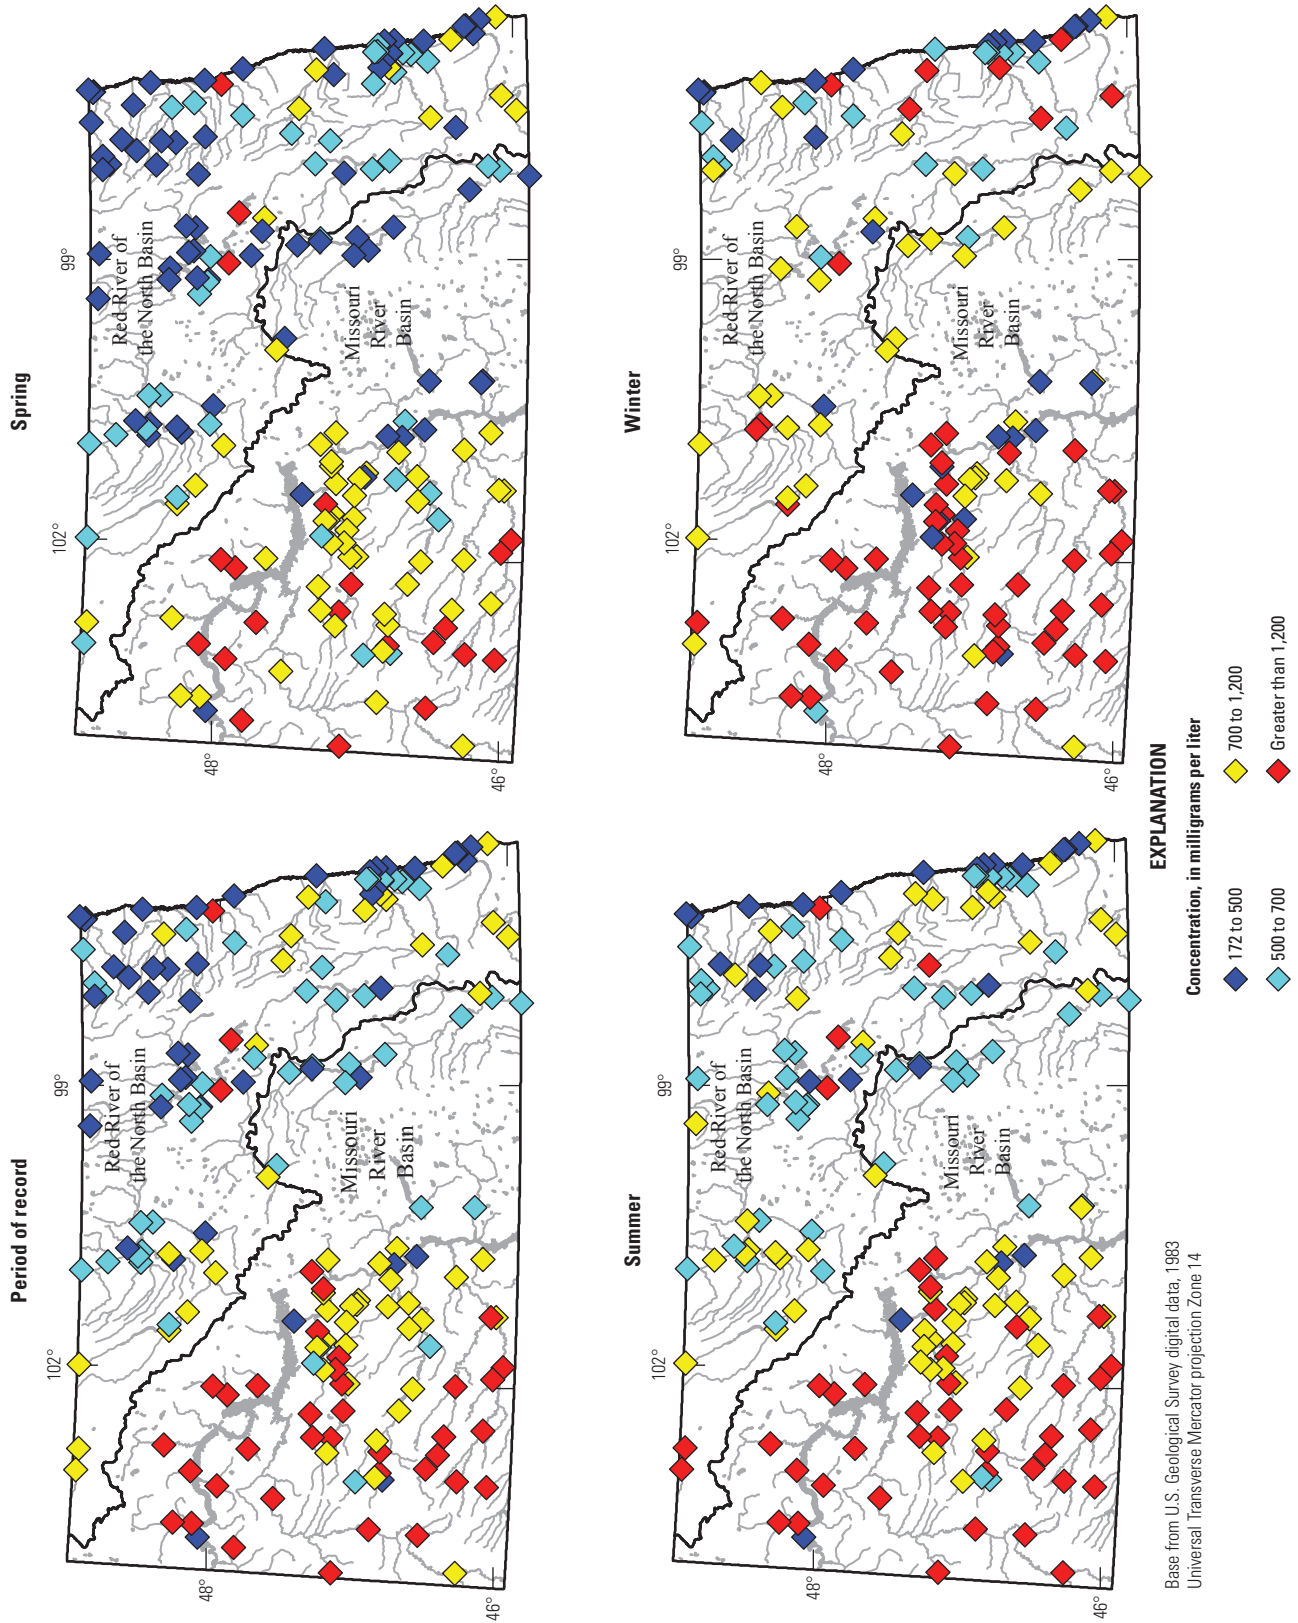 Period of record
Red River of
the North Basin
Missouri
River
Basin
48°
46°
102°
99°
Spring
Red River of
the North Basin
Missouri
River
Basin
48°
46°
102°
99°
Summer
Red River of
the North Basin
Missouri
River
Basin
48°
46°
102°
99°
Winter
Red River of
the North Basin
Missouri
River
Basin
48°
46°
102°
99°
Base from U.S. Geological Survey digital data, 1983
Universal Transverse Mercator projection Zone 14
EXPLANATION
Concentration, in milligrams per liter
172 to 500
500 to 700
700 to 1,200
Greater than 1,200